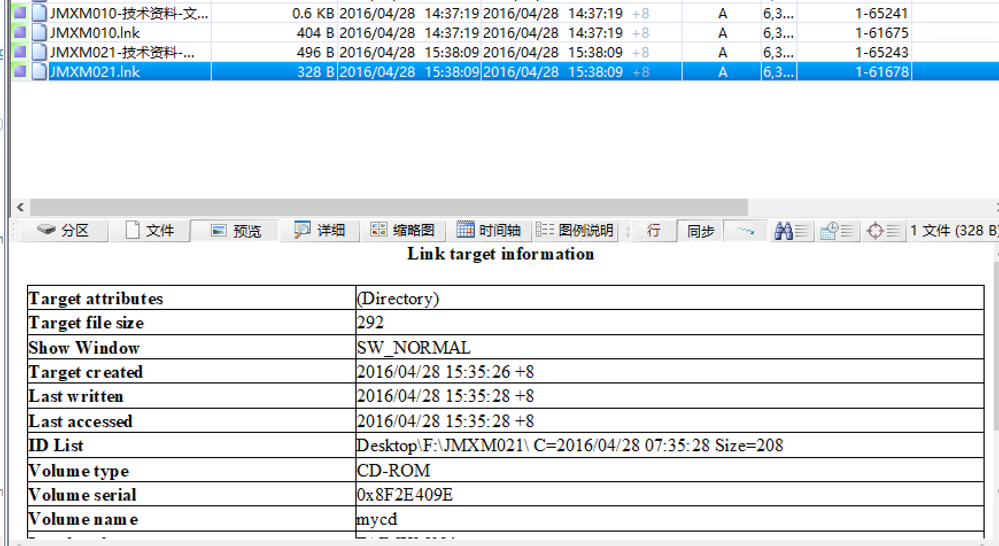 JMXM010-技术资料-文... 0.6 KB 2016/04/28 14:37:19 2016/04/28 14:37:19 +8 A 6,3... 1-65241
JMXM010.lnk 404 B 2016/04/28 14:37:19 2016/04/28 14:37:19 +8 A 6,3... 1-61675
JMXM021-技术资料-... 496 B 2016/04/28 15:38:09 2016/04/28 15:38:09 +8 A 6,3... 1-65243
JMXM021.lnk 328 B 2016/04/28 15:38:09 2016/04/28 15:38:09 +8 A 6,3... 1-61678
分区 文件 预览 详细 缩略图 时间轴 图例说明 行 同步 1 文件 (328 B)
Link target information
Target attributes (Directory)
Target file size 292
Show Window SW_NORMAL
Target created 2016/04/28 15:35:26 +8
Last written 2016/04/28 15:35:28 +8
Last accessed 2016/04/28 15:35:28 +8
ID List Desktop\F:\JMXM021\ C=2016/04/28 07:35:28 Size=208
Volume type CD-ROM
Volume serial 0x8F2E409E
Volume name mycd